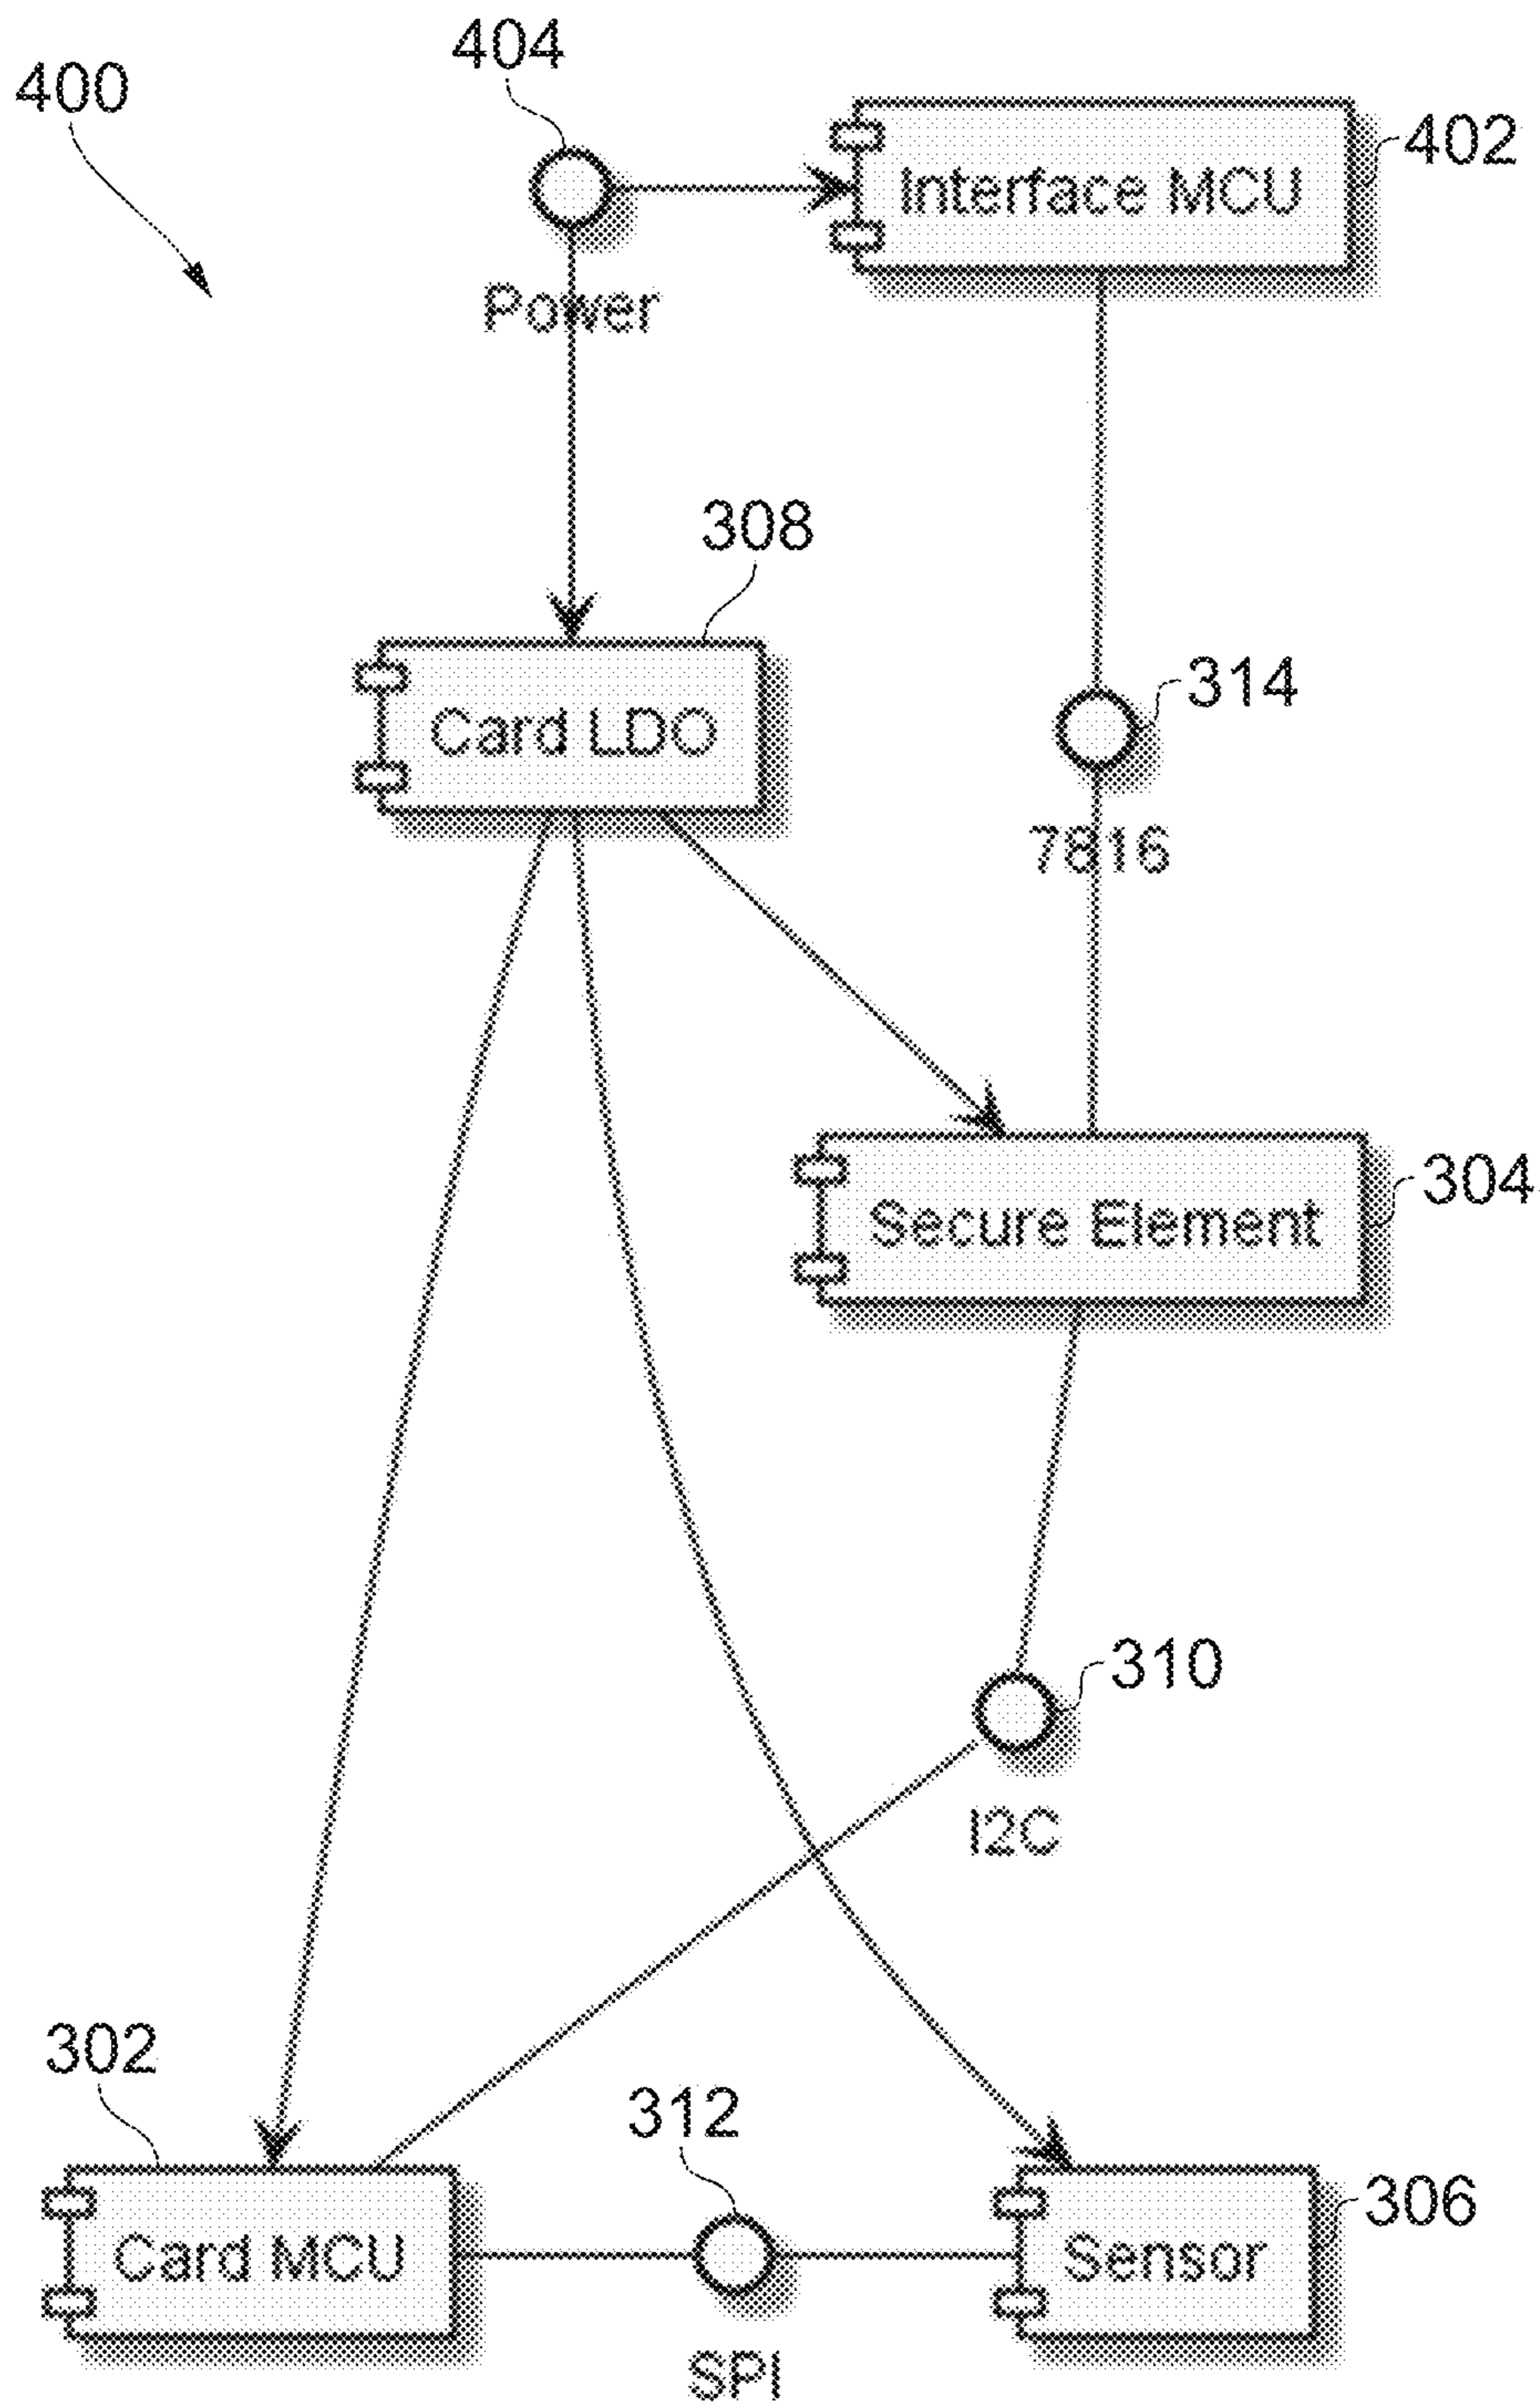 404
400
402
Interface MCU
Power
308
314
Card LDO
7816
304
Secure Element
310
I2C
302
312
306
Card MCU
Sensor
SPI